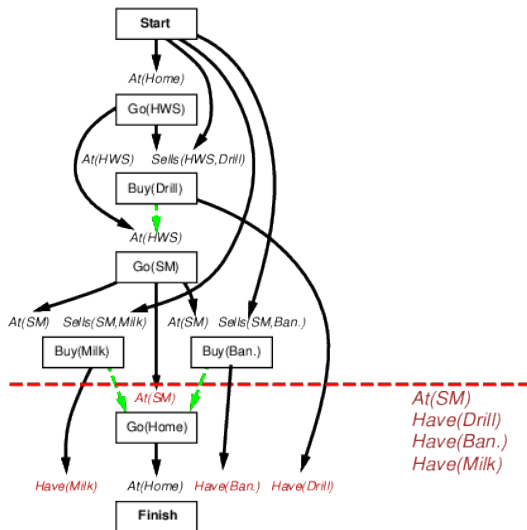 Start
At(Home)
Go(HWS)
At(HWS) Sells(HWS,Drill)
Buy(Drill)
At(HWS)
Go(SM)
At(SM) Sells(SM,Milk) At(SM) Sells(SM,Ban.)
Buy(Milk) Buy(Ban.)
At(SM)
Go(Home)
Have(Milk) At(Home) Have(Ban.) Have(Drill)
Finish
At(SM)
Have(Drill)
Have(Ban.)
Have(Milk)